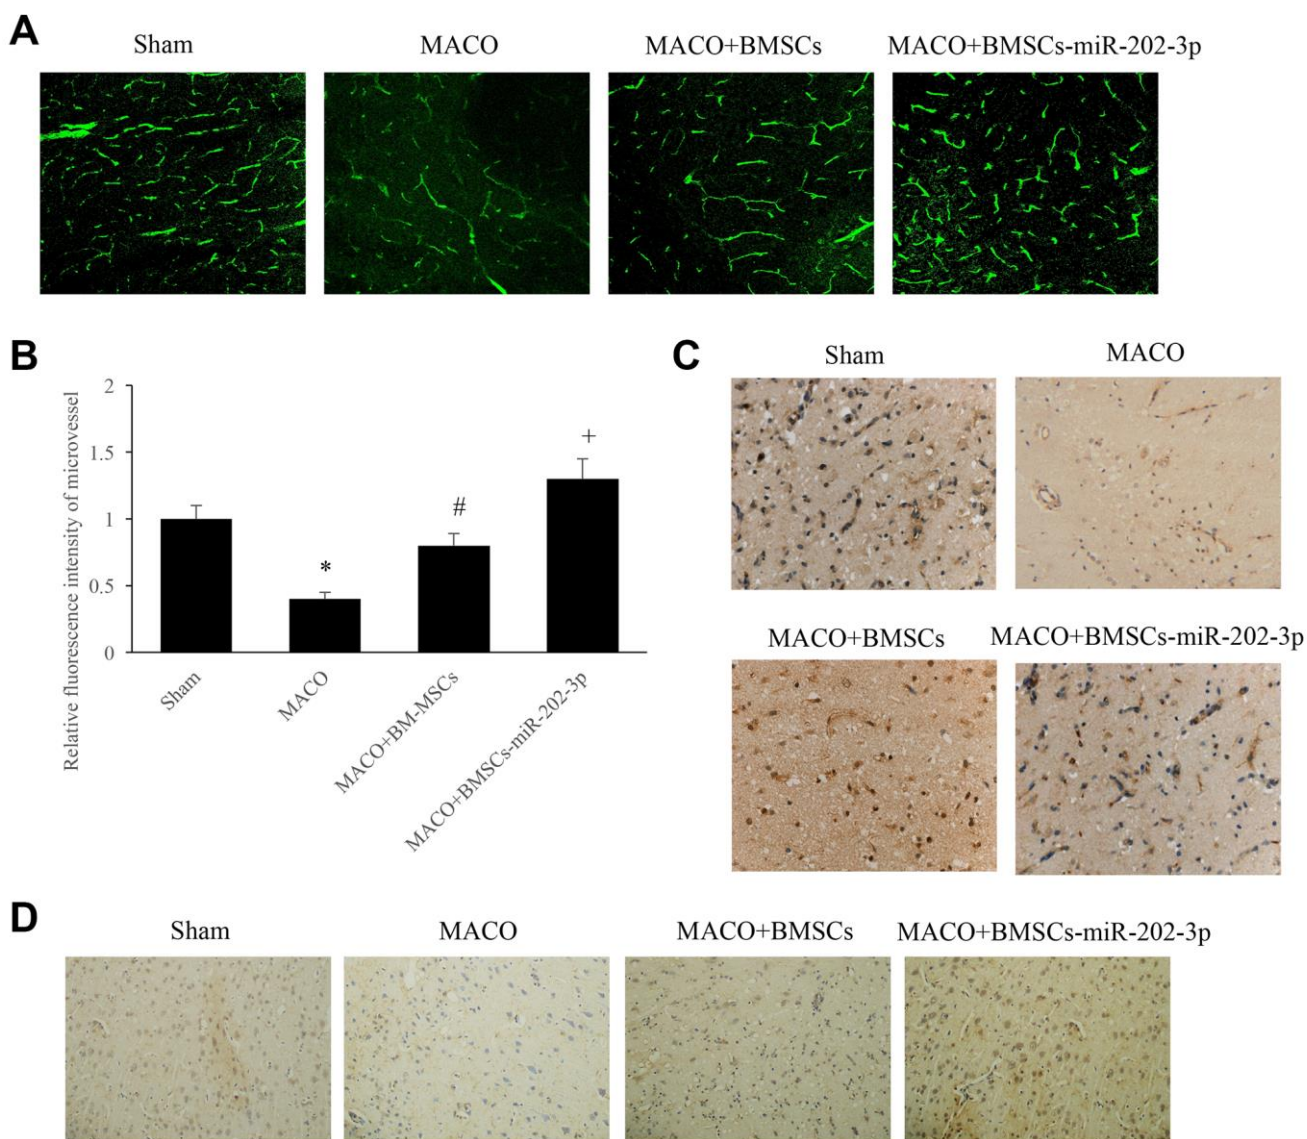 A
Sham
MACO
MACO+BMSCs
MACO+BMSCs-miR-202-3p
B
Relative fluorescence intensity of microvessel
2
1.5
1
0.5
0
*
#
+
Sham
MACO
MACO+BM-MSCs
MACO+BMSCs-miR-202-3p
C
Sham
MACO
MACO+BMSCs
MACO+BMSCs-miR-202-3p
D
Sham
MACO
MACO+BMSCs
MACO+BMSCs-miR-202-3p